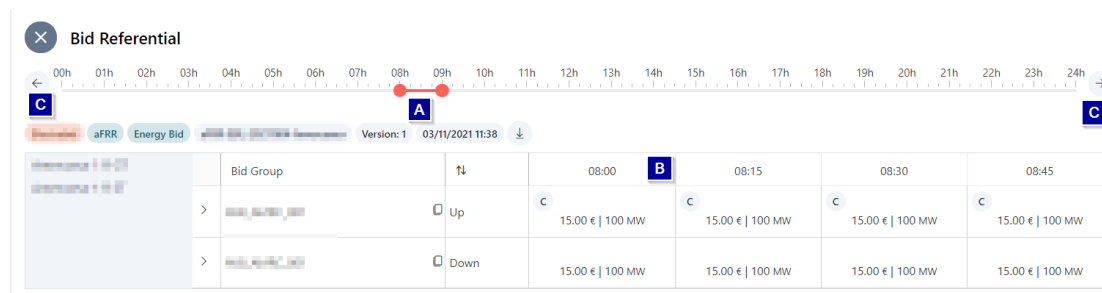 Bid Referential
00h 01h 02h 03h 04h 05h 06h 07h 08h 09h 10h 11h 12h 13h 14h 15h 16h 17h 18h 19h 20h 21h 22h 23h 24h
C A C
aFRR Energy Bid Version: 1 03/11/2021 11:38
Bid Group 08:00 B 08:15 08:30 08:45
C C C C
Up 15.00 € | 100 MW 15.00 € | 100 MW 15.00 € | 100 MW 15.00 € | 100 MW
Down 15.00 € | 100 MW 15.00 € | 100 MW 15.00 € | 100 MW 15.00 € | 100 MW